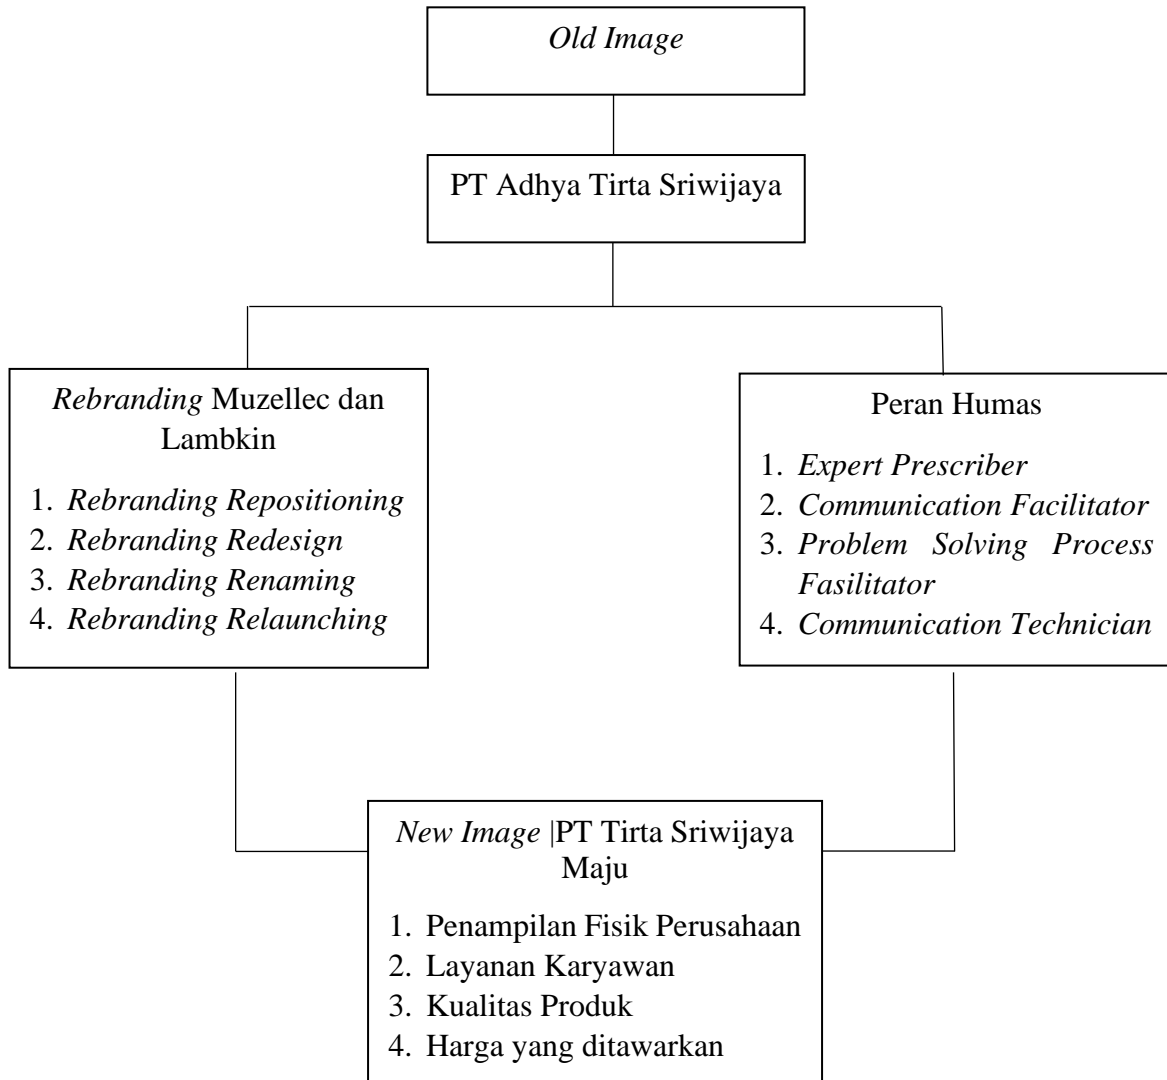 Old Image
PT Adhya Tirta Sriwijaya
Rebranding Muzellec dan
Lambkin
1. Rebranding Repositioning
2. Rebranding Redesign
3. Rebranding Renaming
4. Rebranding Relaunching
Peran Humas
1. Expert Prescriber
2. Communication Facilitator
3. Problem Solving Process
Fasilitator
4. Communication Technician
New Image |PT Tirta Sriwijaya
Maju
1. Penampilan Fisik Perusahaan
2. Layanan Karyawan
3. Kualitas Produk
4. Harga yang ditawarkan